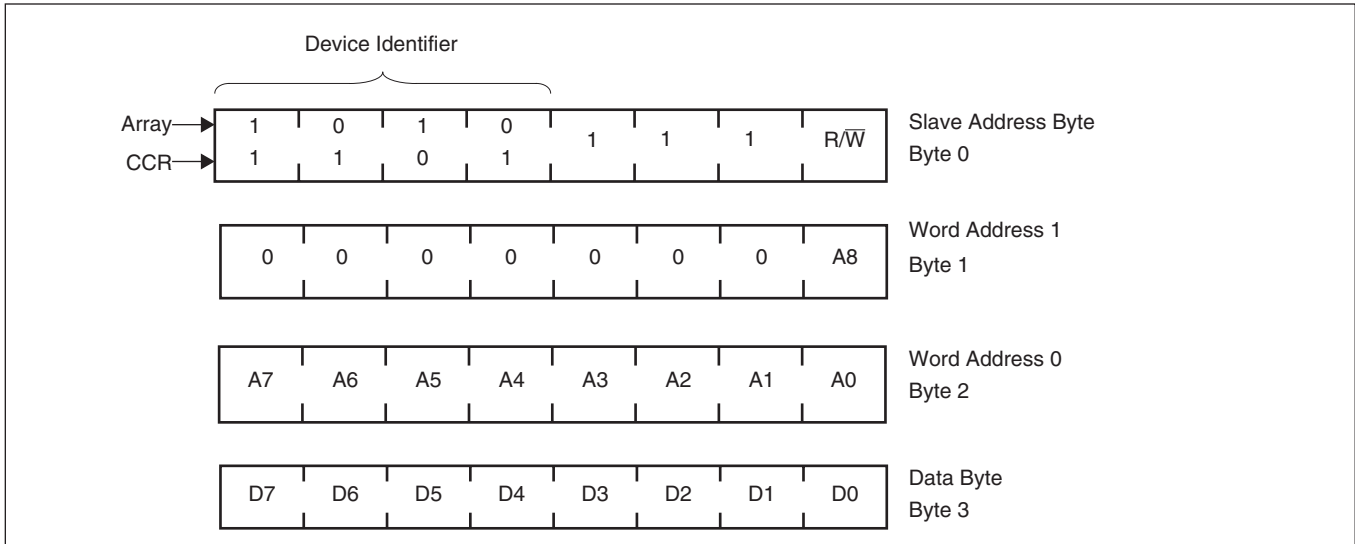 Device Identifier
Array 1 0 1 0 1 1 1 R/W̅ Slave Address Byte
CCR 1 1 0 1 Byte 0
Word Address 1
0 0 0 0 0 0 0 A8 Byte 1
Word Address 0
A7 A6 A5 A4 A3 A2 A1 A0 Byte 2
Data Byte
D7 D6 D5 D4 D3 D2 D1 D0 Byte 3